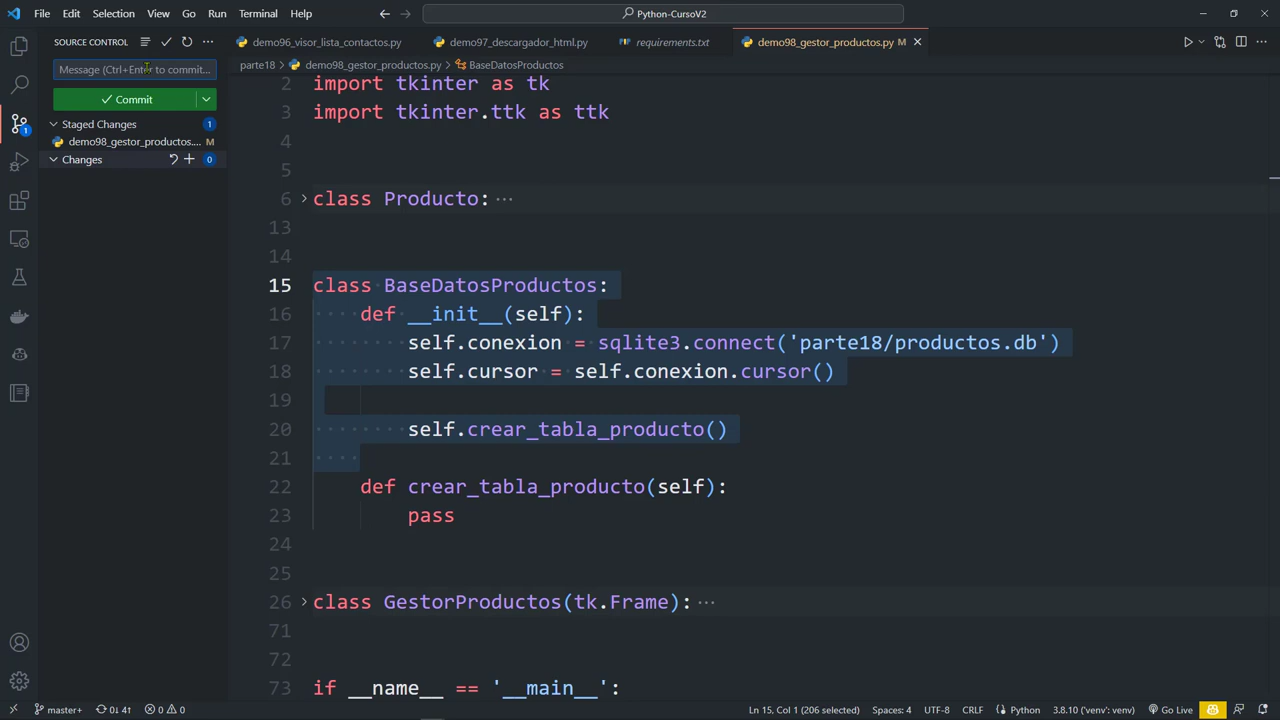 File Edit Selection View Go Run Terminal Help
Python-CursoV2
SOURCE CONTROL
demo96_visor_lista_contactos.py
demo97_descargador_html.py
requirements.txt
demo98_gestor_productos.py M
Message (Ctrl+Enter to commit...
parte18 > demo98_gestor_productos.py > BaseDatosProductos
Commit
Staged Changes 1
demo98_gestor_productos.... M
Changes 0
1
2 import tkinter as tk
3 import tkinter.ttk as ttk
4
5
6 class Producto: ...
13
14
15 class BaseDatosProductos:
16 def __init__(self):
17 self.conexion = sqlite3.connect('parte18/productos.db')
18 self.cursor = self.conexion.cursor()
19
20 self.crear_tabla_producto()
21
22 def crear_tabla_producto(self):
23 pass
24
25
26 class GestorProductos(tk.Frame): ...
71
72
73 if __name__ == '__main__':
master+ 0↓ 4↑ 0 0
Ln 15, Col 1 (206 selected) Spaces: 4 UTF-8 CRLF Python 3.8.10 ('venv': venv) Go Live